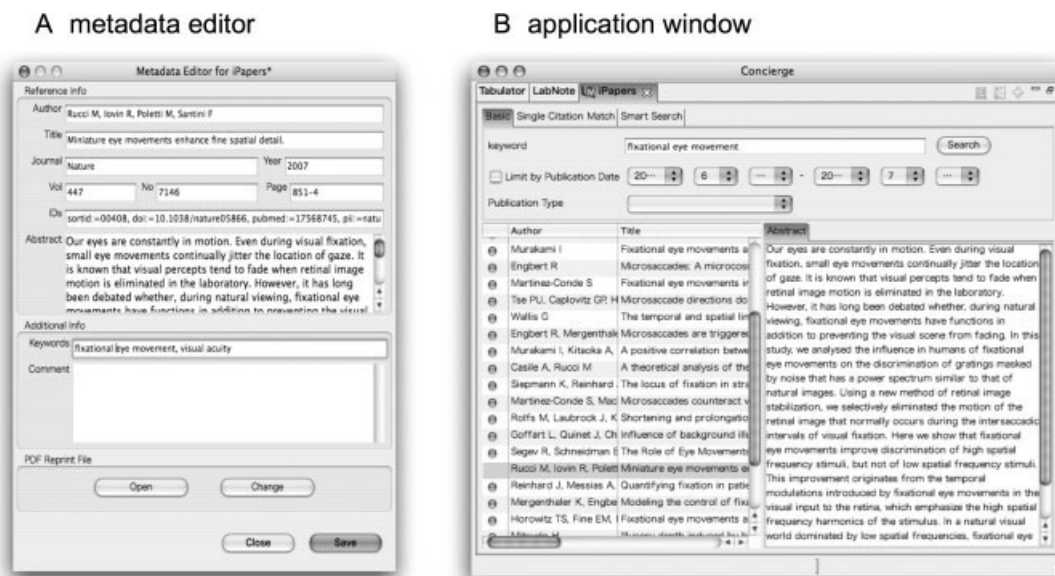 A metadata editor
Metadata Editor for iPapers*
Reference Info
Author Rucci M, Iovin R, Poletti M, Santini F
Title Miniature eye movements enhance fine spatial detail.
Journal Nature Year 2007
Vol 447 No 7146 Page 851-4
IDs sortid:=00408, doi:=10.1038/nature05866, pubmed:=17568745, pii:=natu
Abstract Our eyes are constantly in motion. Even during visual fixation,
small eye movements continually jitter the location of gaze. It
is known that visual percepts tend to fade when retinal image
motion is eliminated in the laboratory. However, it has long
been debated whether, during natural viewing, fixational eye
movements have functions in addition to preventing the visual
Additional Info
Keywords fixational eye movement, visual acuity
Comment
PDF Reprint File
Open Change
Close Save
B application window
Concierge
Tabulator LabNote iPapers
Basic Single Citation Match Smart Search
keyword fixational eye movement Search
Limit by Publication Date 20... 6 ... - 20... 7 ...
Publication Type
Author Title
Murakami I Fixational eye movements a
Engbert R Microsaccades: A microcos
Martinez-Conde S Fixational eye movements in
Tse PU, Caplovitz GP, H Microsaccade directions do
Wallis G The temporal and spatial lim
Engbert R, Mergenthale Microsaccades are triggered
Murakami I, Kitaoka A, A positive correlation betwe
Casile A, Rucci M A theoretical analysis of the
Siepmann K, Reinhard The locus of fixation in stra
Martinez-Conde S, Mac Microsaccades counteract v
Rolfs M, Laubrock J, K Shortening and prolongatio
Goffart L, Quinet J, Ch Influence of background illu
Segev R, Schneidman E The Role of Eye Movements
Rucci M, Iovin R, Polett Miniature eye movements e
Reinhard J, Messias A, Quantifying fixation in patie
Mergenthaler K, Engbe Modeling the control of fixa
Horowitz TS, Fine EM, Fixational eye movements a
Abstract
Our eyes are constantly in motion. Even during visual
fixation, small eye movements continually jitter the location
of gaze. It is known that visual percepts tend to fade when
retinal image motion is eliminated in the laboratory.
However, it has long been debated whether, during natural
viewing, fixational eye movements have functions in
addition to preventing the visual scene from fading. In this
study, we analysed the influence in humans of fixational
eye movements on the discrimination of gratings masked
by noise that has a power spectrum similar to that of
natural images. Using a new method of retinal image
stabilization, we selectively eliminated the motion of the
retinal image that normally occurs during the intersaccadic
intervals of visual fixation. Here we show that fixational
eye movements improve discrimination of high spatial
frequency stimuli, but not of low spatial frequency stimuli.
This improvement originates from the temporal
modulations introduced by fixational eye movements in the
visual input to the retina, which emphasize the high spatial
frequency harmonics of the stimulus. In a natural visual
world dominated by low spatial frequencies, fixational eye